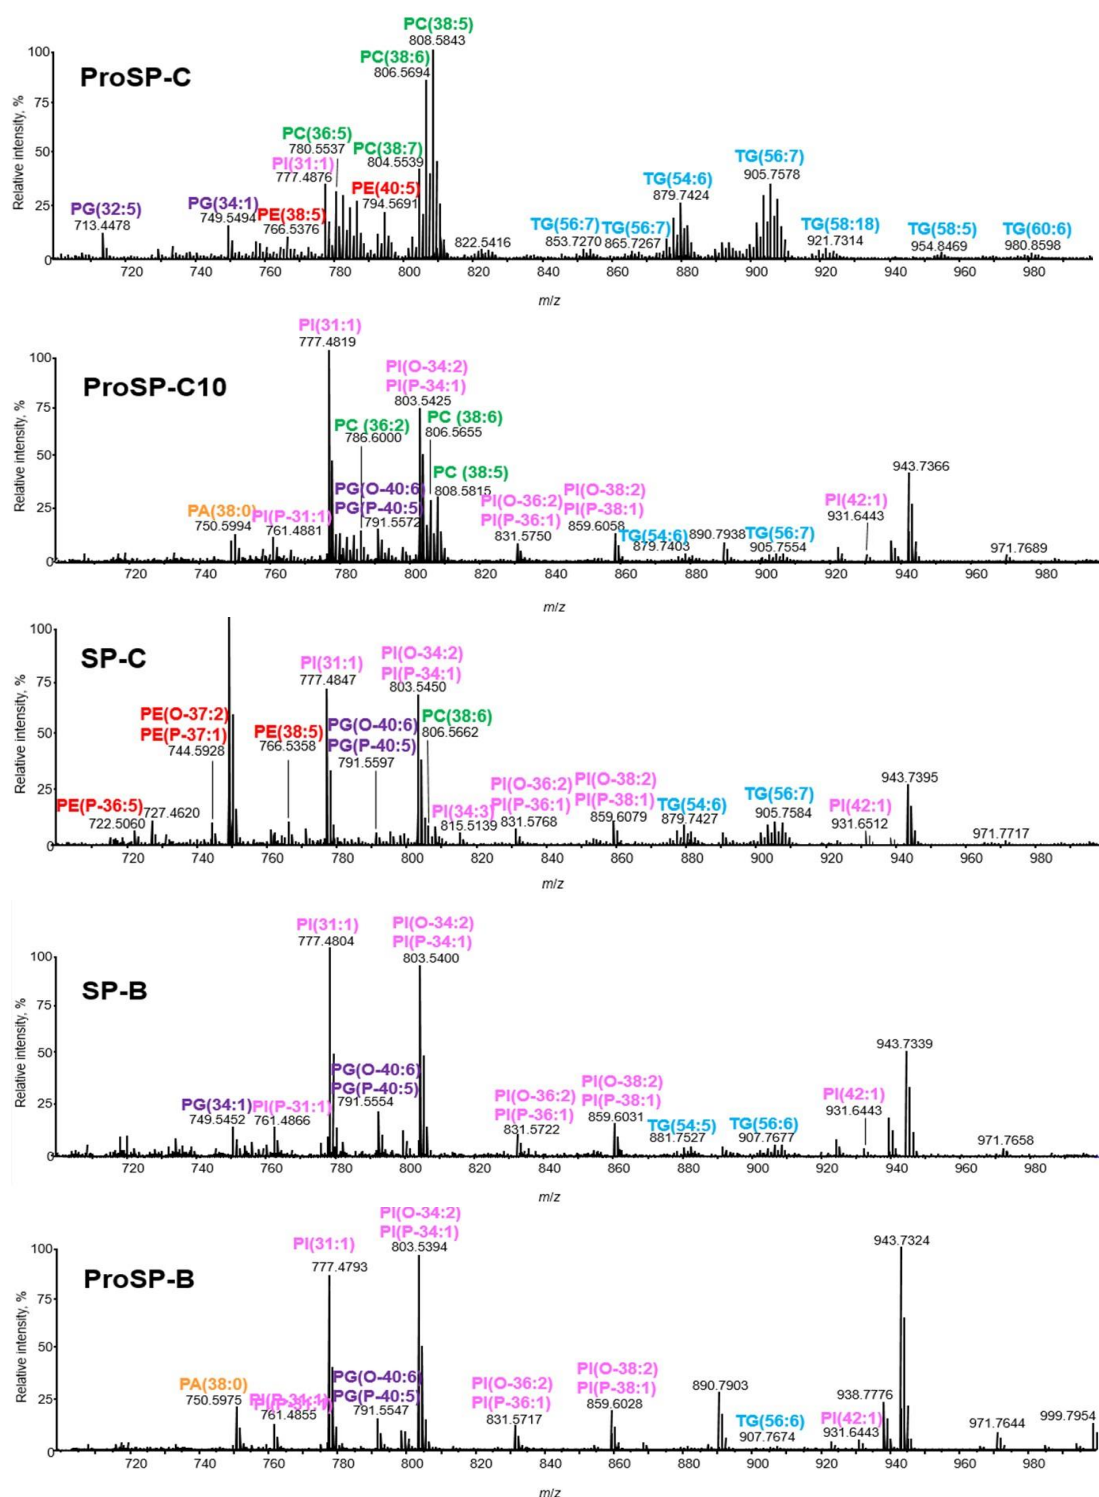 ProSP-C
Relative intensity, %
100
75
50
25
0
PC(38:5)
808.5843
PC(38:6)
806.5694
PC(36:5)
780.5537
PI(31:1)
777.4876
PC(38:7)
804.5539
PE(40:5)
794.5691
PG(32:5)
713.4478
PG(34:1)
749.5494
PE(38:5)
766.5376
822.5416
TG(56:7)
853.7270
TG(56:7)
865.7267
TG(54:6)
879.7424
TG(56:7)
905.7578
TG(58:18)
921.7314
TG(58:5)
954.8469
TG(60:6)
980.8598
720 740 760 780 800 820 840 860 880 900 920 940 960 980
m/z
ProSP-C10
Relative intensity, %
100
75
50
25
0
PI(31:1)
777.4819
PI(O-34:2)
PI(P-34:1)
803.5425
PC (36:2)
786.6000
PC (38:6)
806.5655
PC (38:5)
808.5815
PG(O-40:6)
PG(P-40:5)
791.5572
PA(38:0)
750.5994
PI(P-31:1)
761.4881
PI(O-36:2)
PI(P-36:1)
831.5750
PI(O-38:2)
PI(P-38:1)
859.6058
TG(54:6)
879.7403
890.7938
TG(56:7)
905.7554
PI(42:1)
931.6443
943.7366
971.7689
720 740 760 780 800 820 840 860 880 900 920 940 960 980
m/z
SP-C
Relative intensity, %
100
75
50
25
0
PI(31:1)
777.4847
PI(O-34:2)
PI(P-34:1)
803.5450
PE(O-37:2)
PE(P-37:1)
744.5928
PE(38:5)
766.5358
PG(O-40:6)
PG(P-40:5)
791.5597
PC(38:6)
806.5662
PE(P-36:5)
722.5060
727.4620
PI(34:3)
815.5139
PI(O-36:2)
PI(P-36:1)
831.5768
PI(O-38:2)
PI(P-38:1)
859.6079
TG(54:6)
879.7427
TG(56:7)
905.7584
PI(42:1)
931.6512
943.7395
971.7717
720 740 760 780 800 820 840 860 880 900 920 940 960 980
m/z
SP-B
Relative intensity, %
100
75
50
25
0
PI(31:1)
777.4804
PI(O-34:2)
PI(P-34:1)
803.5400
PG(O-40:6)
PG(P-40:5)
791.5554
PG(34:1)
749.5452
PI(P-31:1)
761.4866
PI(O-36:2)
PI(P-36:1)
831.5722
PI(O-38:2)
PI(P-38:1)
859.6031
TG(54:5)
881.7527
TG(56:6)
907.7677
PI(42:1)
931.6443
943.7339
971.7658
720 740 760 780 800 820 840 860 880 900 920 940 960 980
m/z
ProSP-B
Relative intensity, %
100
75
50
25
0
PI(31:1)
777.4793
PI(O-34:2)
PI(P-34:1)
803.5394
PA(38:0)
750.5975
PI(P-31:1)
761.4855
PG(O-40:6)
PG(P-40:5)
791.5547
PI(O-36:2)
PI(P-36:1)
831.5717
PI(O-38:2)
PI(P-38:1)
859.6028
890.7903
TG(56:6)
907.7674
PI(42:1)
931.6443
938.7776
943.7324
971.7644
999.7954
720 740 760 780 800 820 840 860 880 900 920 940 960 980
m/z